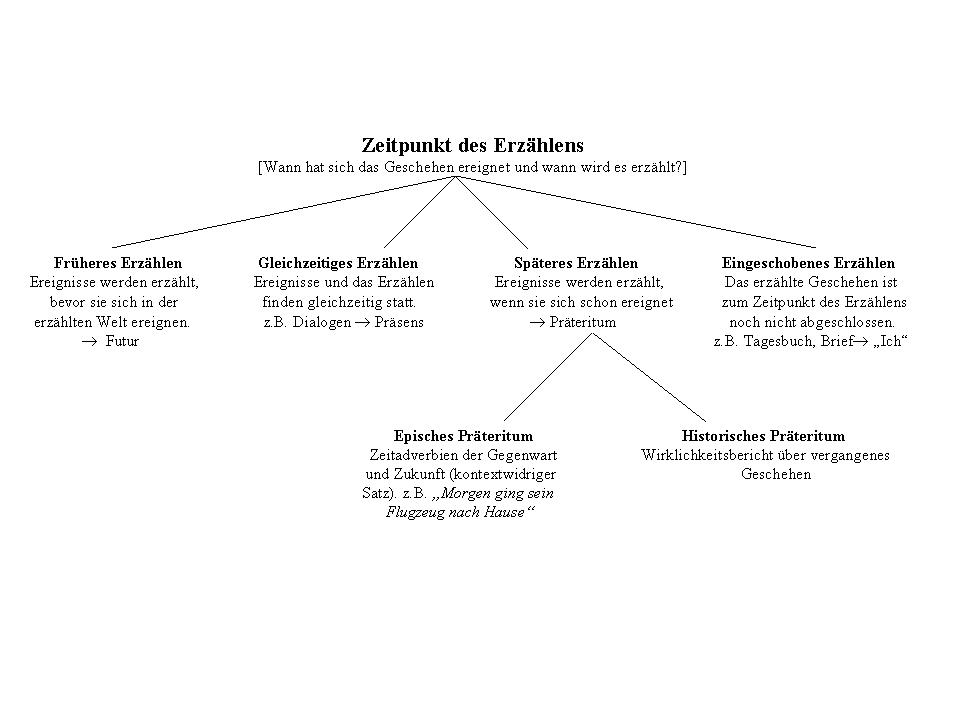 Zeitpunkt des Erzählens
[Wann hat sich das Geschehen ereignet und wann wird es erzählt?]
Früheres Erzählen
Ereignisse werden erzählt,
bevor sie sich in der
erzählten Welt ereignen.
→ Futur
Gleichzeitiges Erzählen
Ereignisse und das Erzählen
finden gleichzeitig statt.
z.B. Dialogen → Präsens
Späteres Erzählen
Ereignisse werden erzählt,
wenn sie sich schon ereignet
→ Präteritum
Eingeschobenes Erzählen
Das erzählte Geschehen ist
zum Zeitpunkt des Erzählens
noch nicht abgeschlossen.
z.B. Tagesbuch, Brief→ „Ich“
Episches Präteritum
Zeitadverbien der Gegenwart
und Zukunft (kontextwidriger
Satz). z.B. „Morgen ging sein
Flugzeug nach Hause“
Historisches Präteritum
Wirklichkeitsbericht über vergangenes
Geschehen